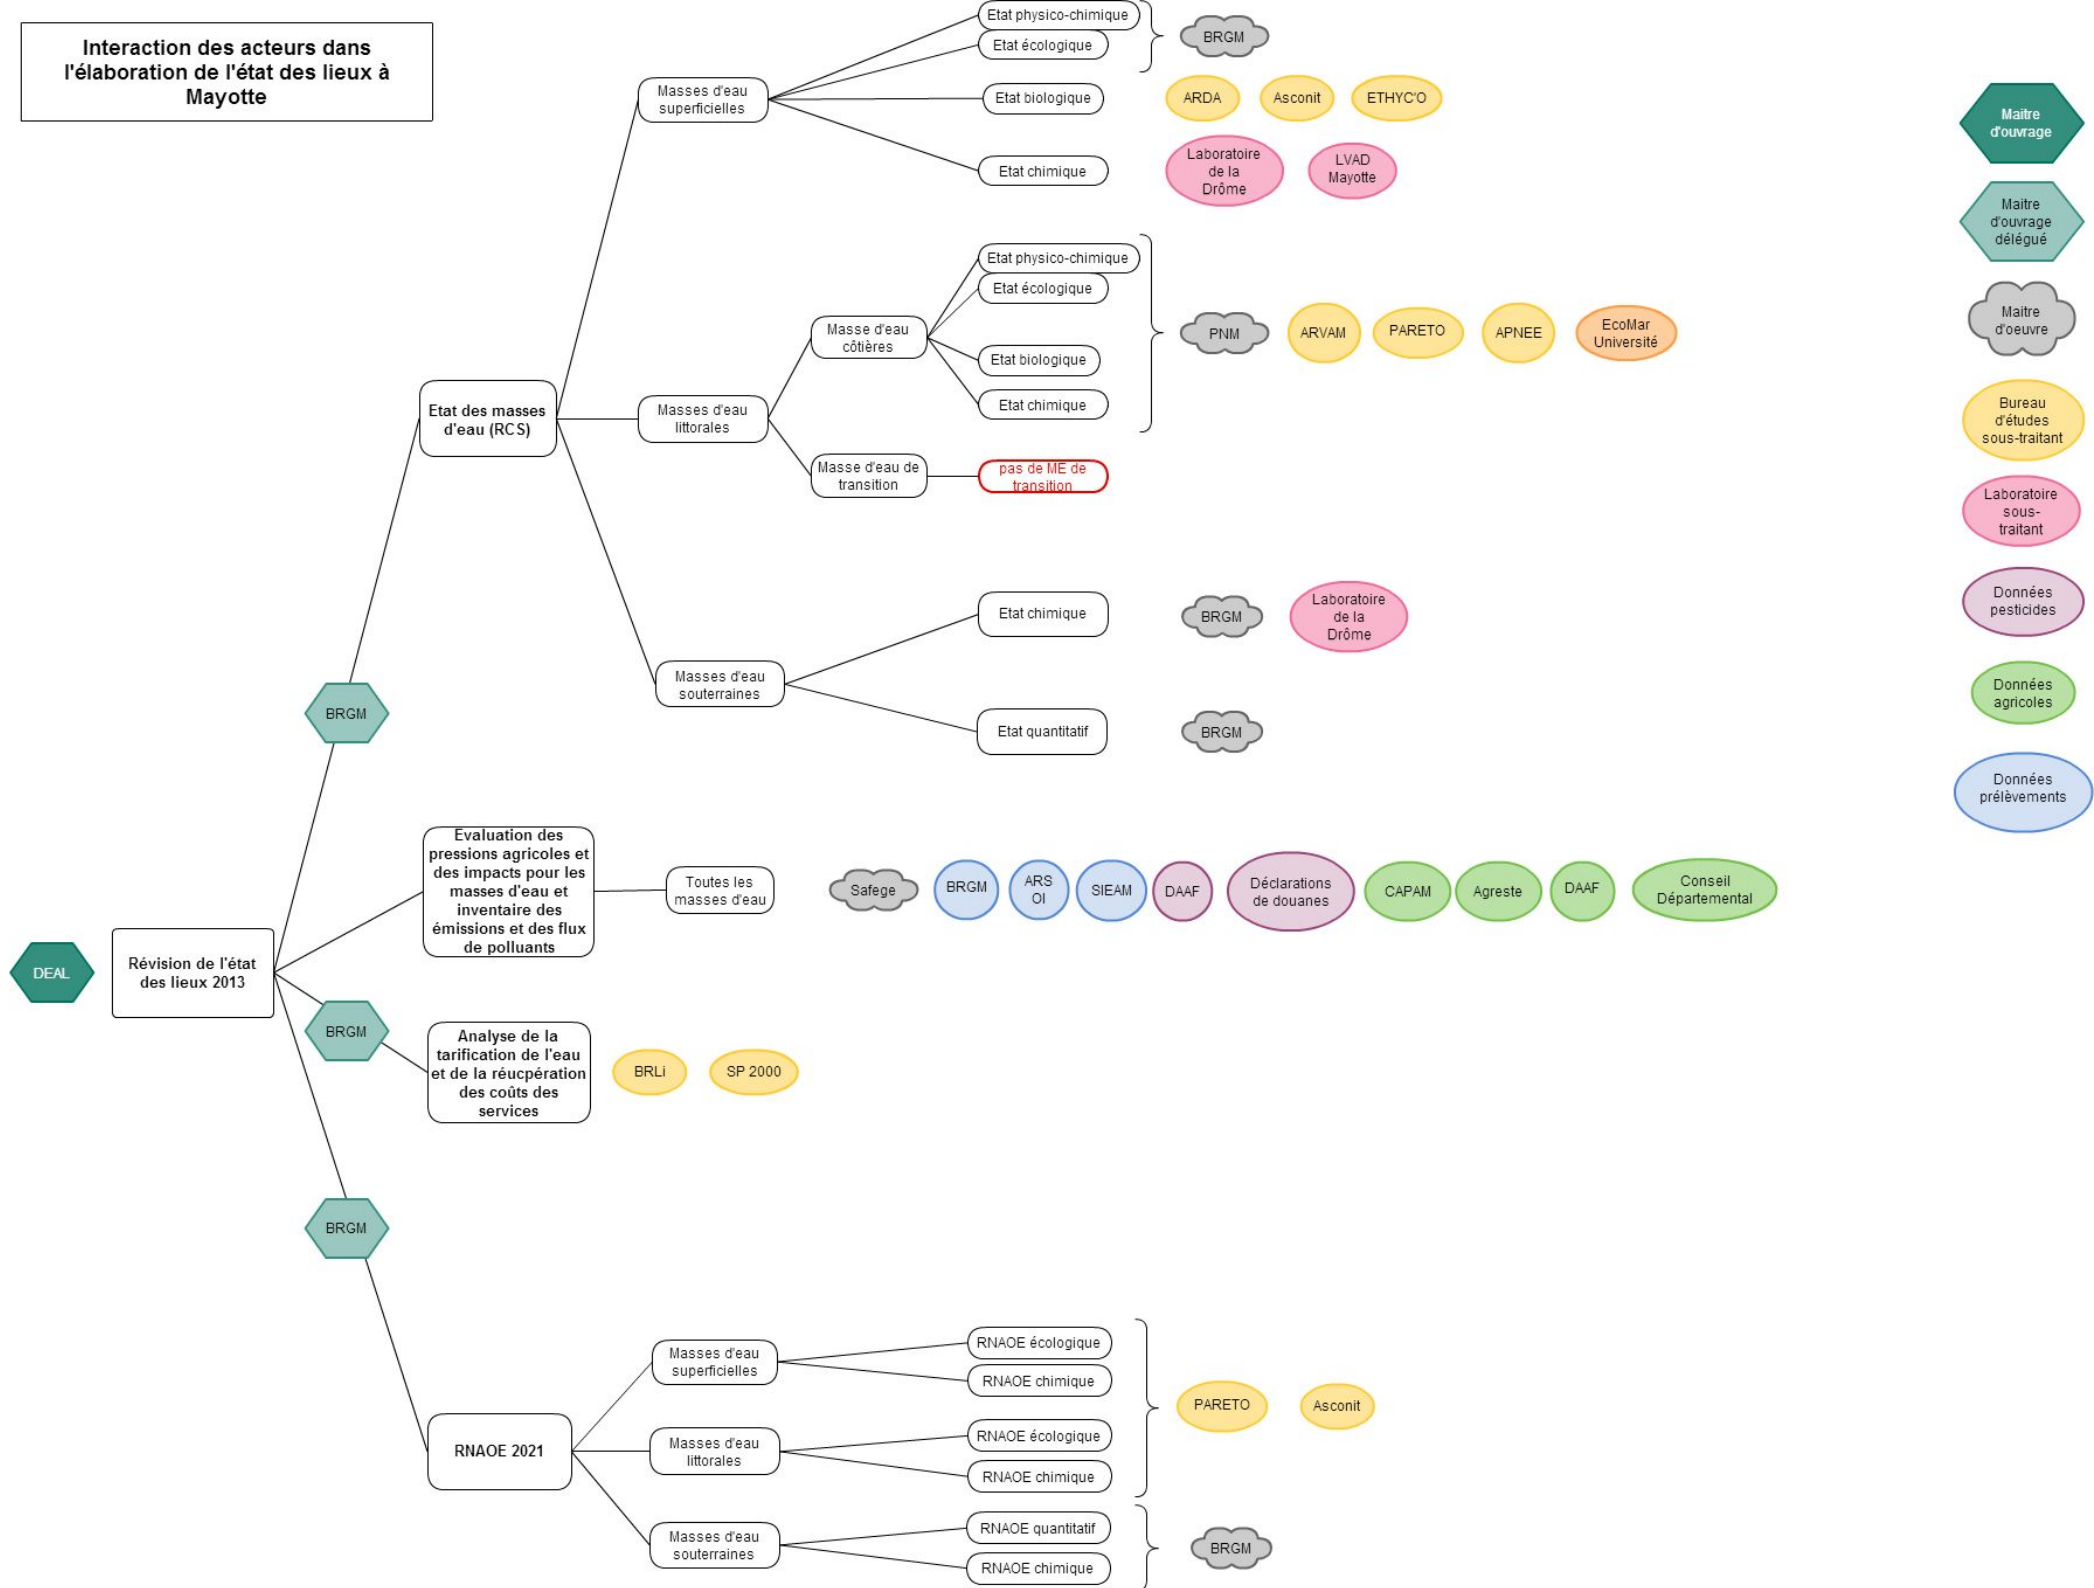 Interaction des acteurs dans
l'élaboration de l'état des lieux à
Mayotte
Etat physico-chimique
Etat écologique
BRGM
Masses d'eau
superficielles
Etat biologique
ARDA
Asconit
ETHYC'O
Etat chimique
Laboratoire
de la
Drôme
LVAD
Mayotte
Maitre
d'ouvrage
Maitre
d'ouvrage
délégué
Maitre
d'oeuvre
Bureau
d'études
sous-traitant
Laboratoire
sous-
traitant
Données
pesticides
Données
agricoles
Données
prélèvements
Etat des masses
d'eau (RCS)
Masses d'eau
littorales
Masse d'eau
côtières
Etat physico-chimique
Etat écologique
Etat biologique
Etat chimique
PNM
ARVAM
PARETO
APNEE
EcoMar
Université
Masse d'eau de
transition
pas de ME de
transition
Masses d'eau
souterraines
Etat chimique
BRGM
Laboratoire
de la
Drôme
Etat quantitatif
BRGM
BRGM
DEAL
Révision de l'état
des lieux 2013
Evaluation des
pressions agricoles et
des impacts pour les
masses d'eau et
inventaire des
émissions et des flux
de polluants
Toutes les
masses d'eau
Safege
BRGM
ARS
OI
SIEAM
DAAF
Déclarations
de douanes
CAPAM
Agreste
DAAF
Conseil
Départemental
BRGM
Analyse de la
tarification de l'eau
et de la réucpération
des coûts des
services
BRLi
SP 2000
BRGM
RNAOE 2021
Masses d'eau
superficielles
RNAOE écologique
RNAOE chimique
Masses d'eau
littorales
RNAOE écologique
RNAOE chimique
PARETO
Asconit
Masses d'eau
souterraines
RNAOE quantitatif
RNAOE chimique
BRGM